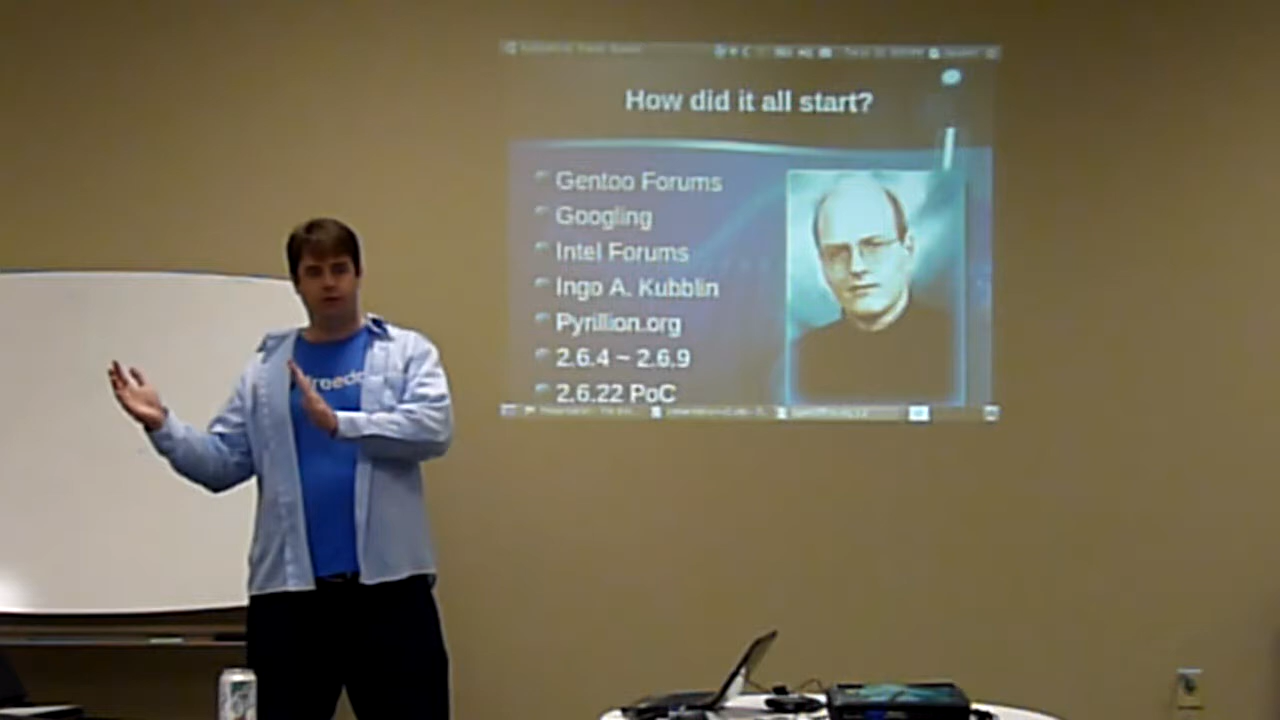 How did it all start?
Gentoo Forums
Googling
Intel Forums
Ingo A. Kubblin
Pyrillion.org
2.6.4 ~ 2.6.9
2.6.22 PoC